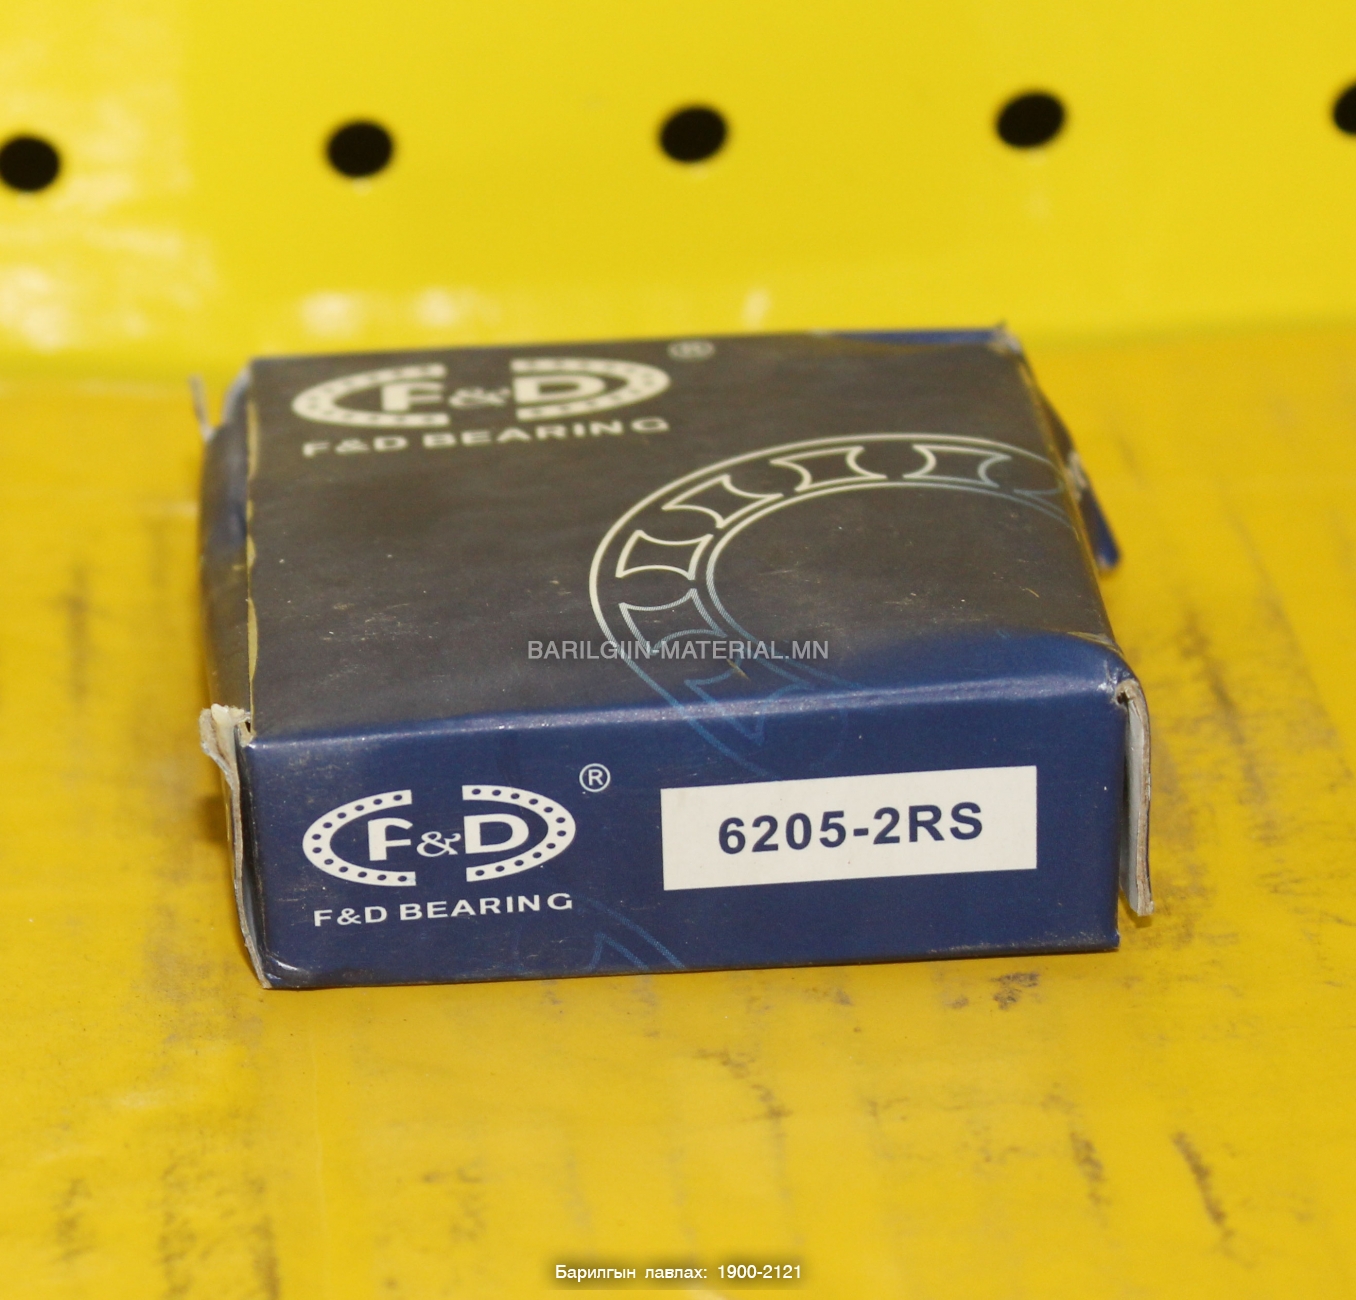 F&D ®
F&D BEARING
BARILGIIN-MATERIAL.MN
F&D ®
F&D BEARING
6205-2RS
Барилгын лавлах: 1900-2121